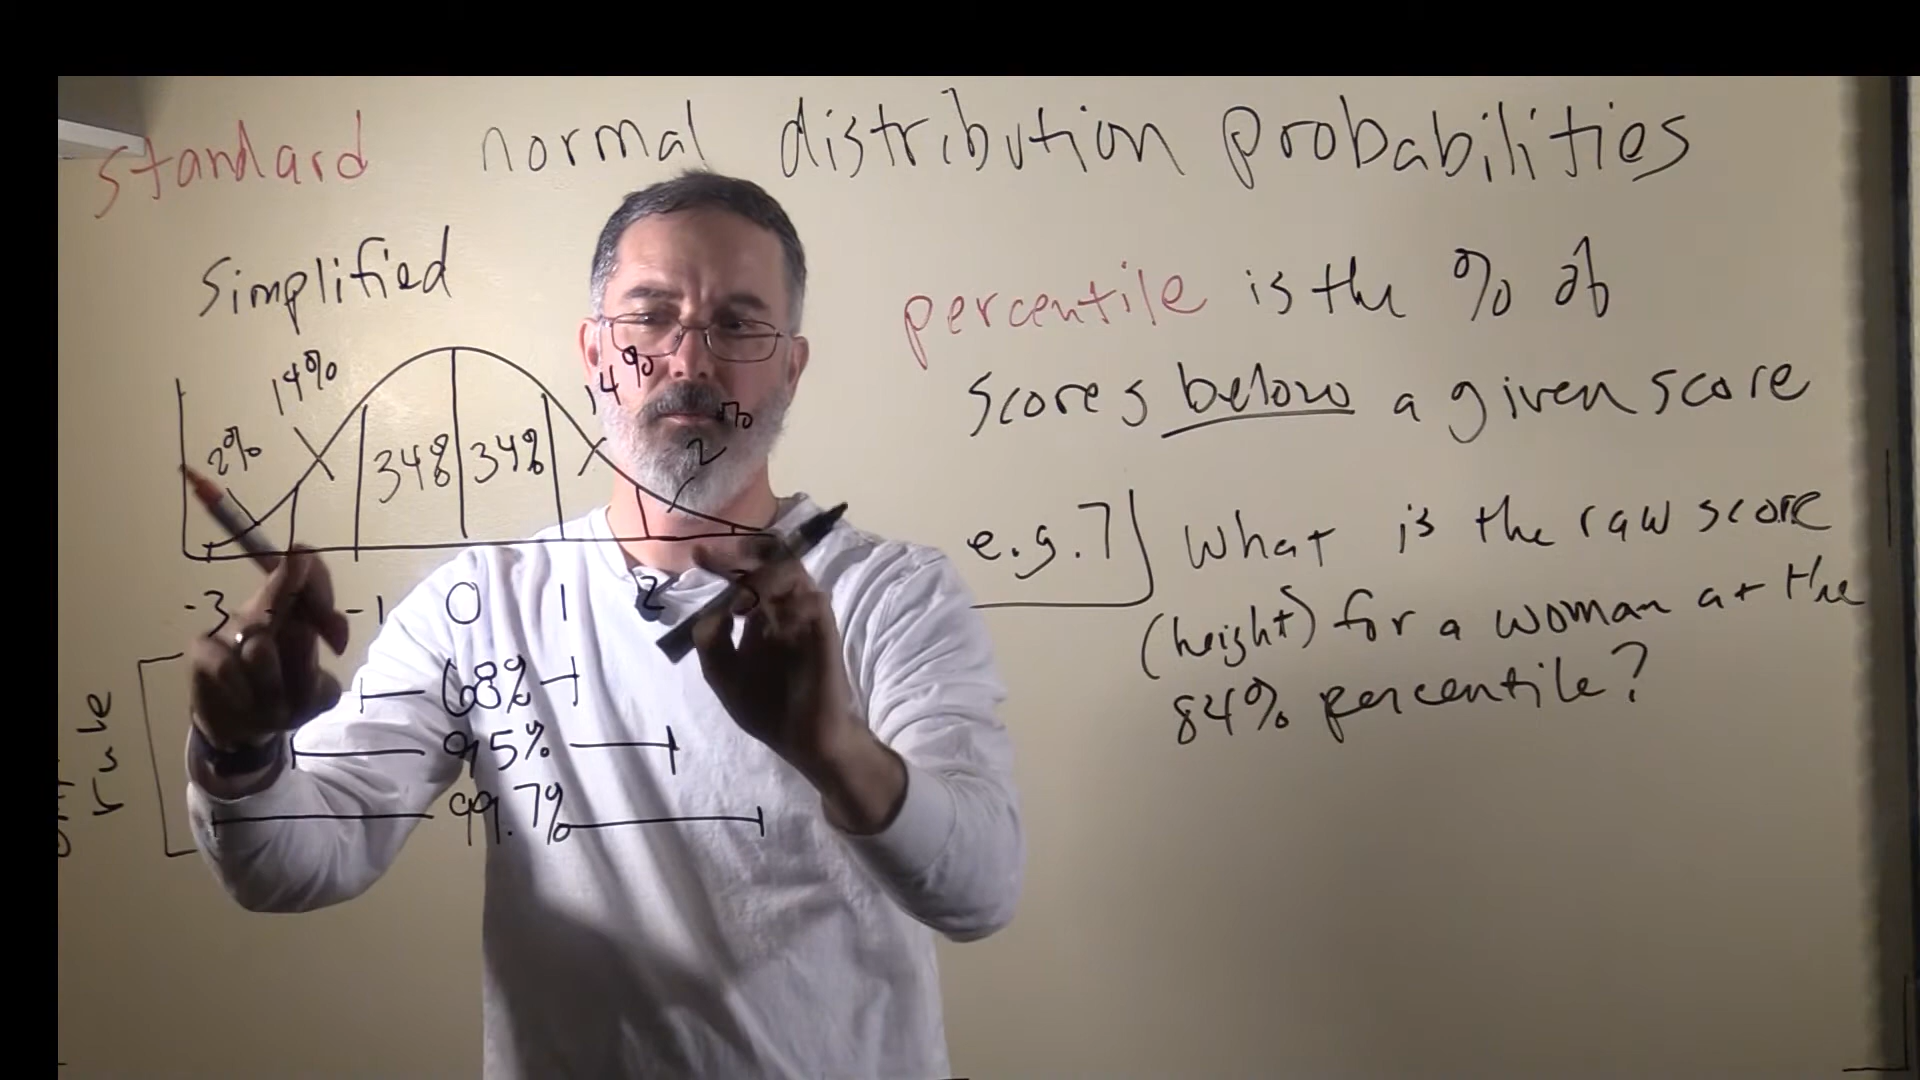 standard normal distribution probabilities
Simplified
percentile is the % of
scores below a given score
14% 14%
2% 34% 34% 2%
e.g. 7) What is the raw score
(height) for a woman at the
84% percentile?
-3 -1 0 1 2 3
68%
95%
99.7%
rule